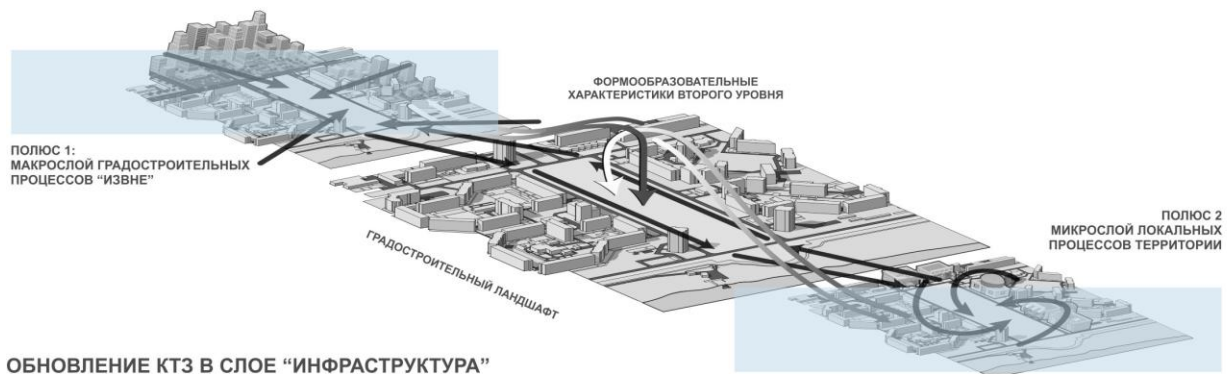 ФОРМООБРАЗОВАТЕЛЬНЫЕ
ХАРАКТЕРИСТИКИ ВТОРОГО УРОВНЯ
ПОЛЮС 1:
МАКРОСЛОЙ ГРАДОСТРОИТЕЛЬНЫХ
ПРОЦЕССОВ “ИЗВНЕ”
ПОЛЮС 2
МИКРОСЛОЙ ЛОКАЛЬНЫХ
ПРОЦЕССОВ ТЕРРИТОРИИ
ГРАДОСТРОИТЕЛЬНЫЙ ЛАНДШАФТ
ОБНОВЛЕНИЕ КТЗ В СЛОЕ “ИНФРАСТРУКТУРА”